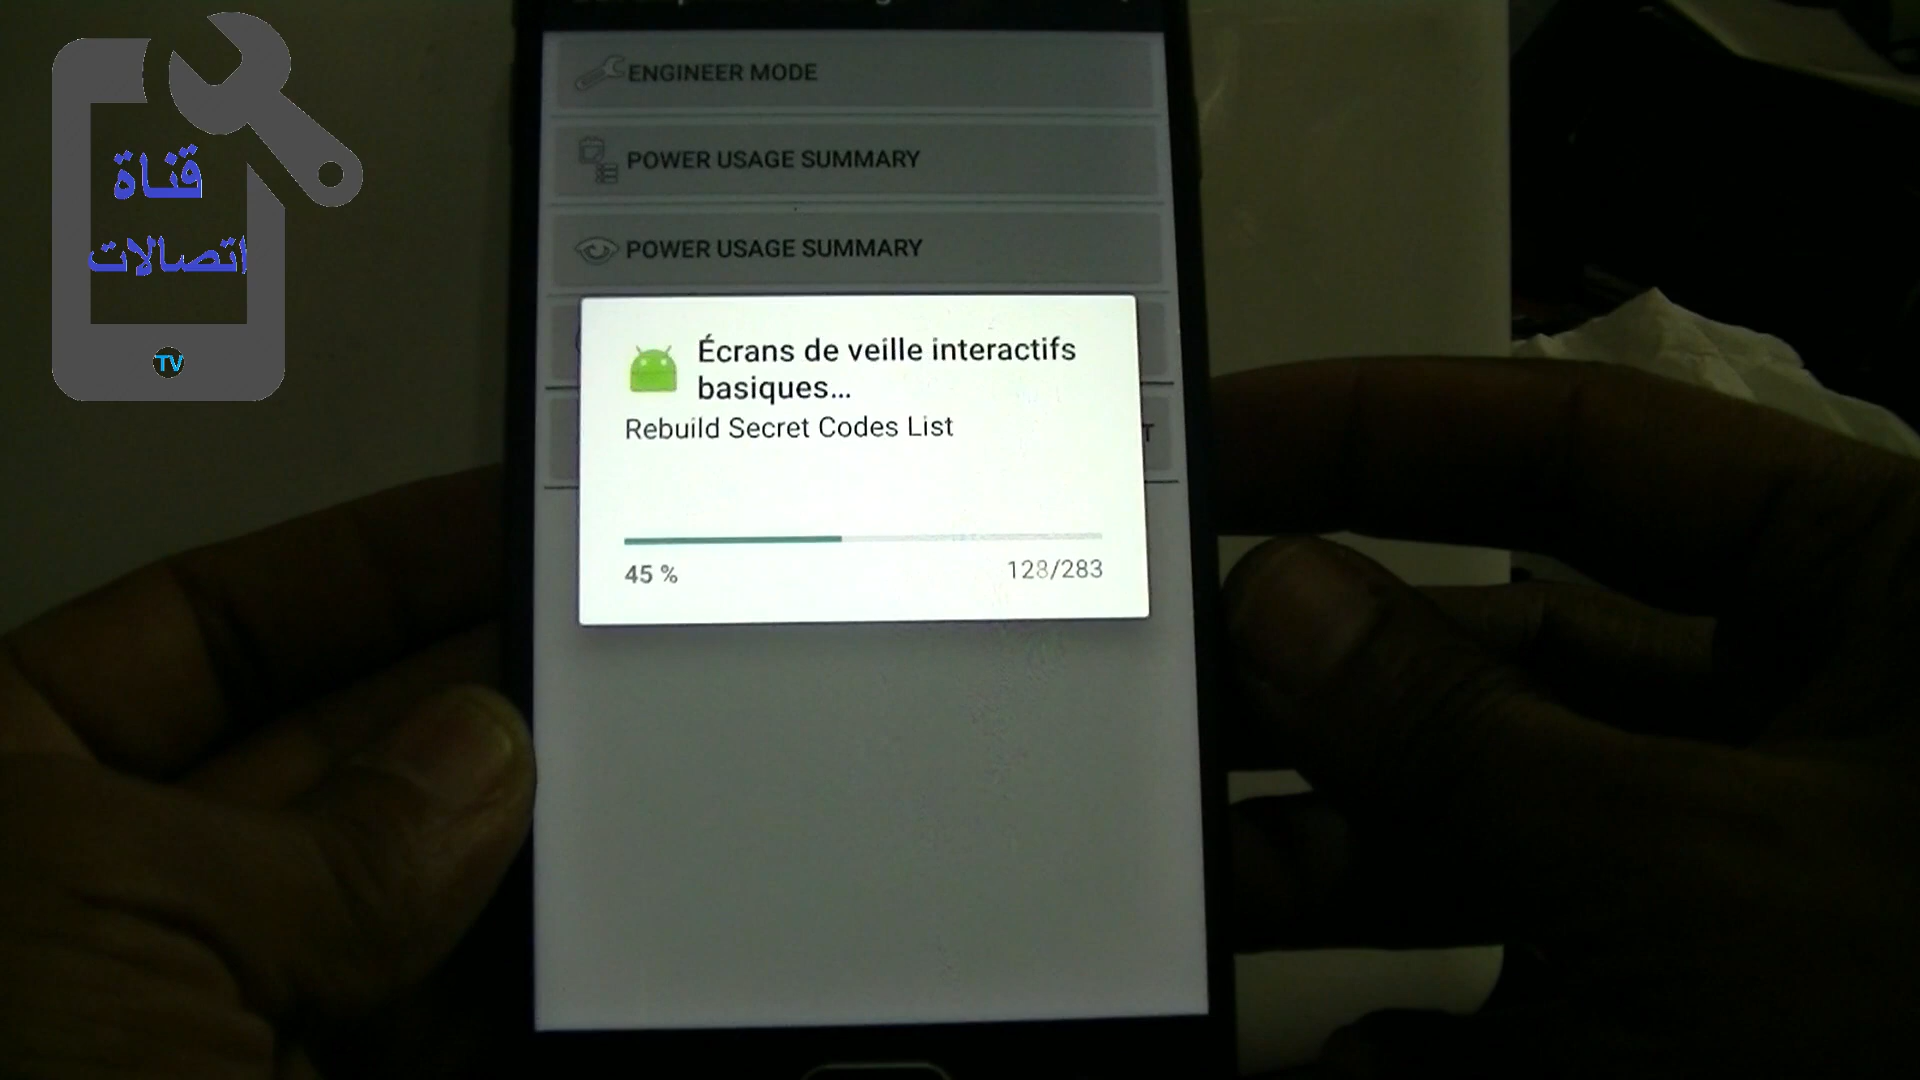 قناة
اتصالات
TV
ENGINEER MODE
POWER USAGE SUMMARY
POWER USAGE SUMMARY
Écrans de veille interactifs
basiques...
Rebuild Secret Codes List
45 %
128/283